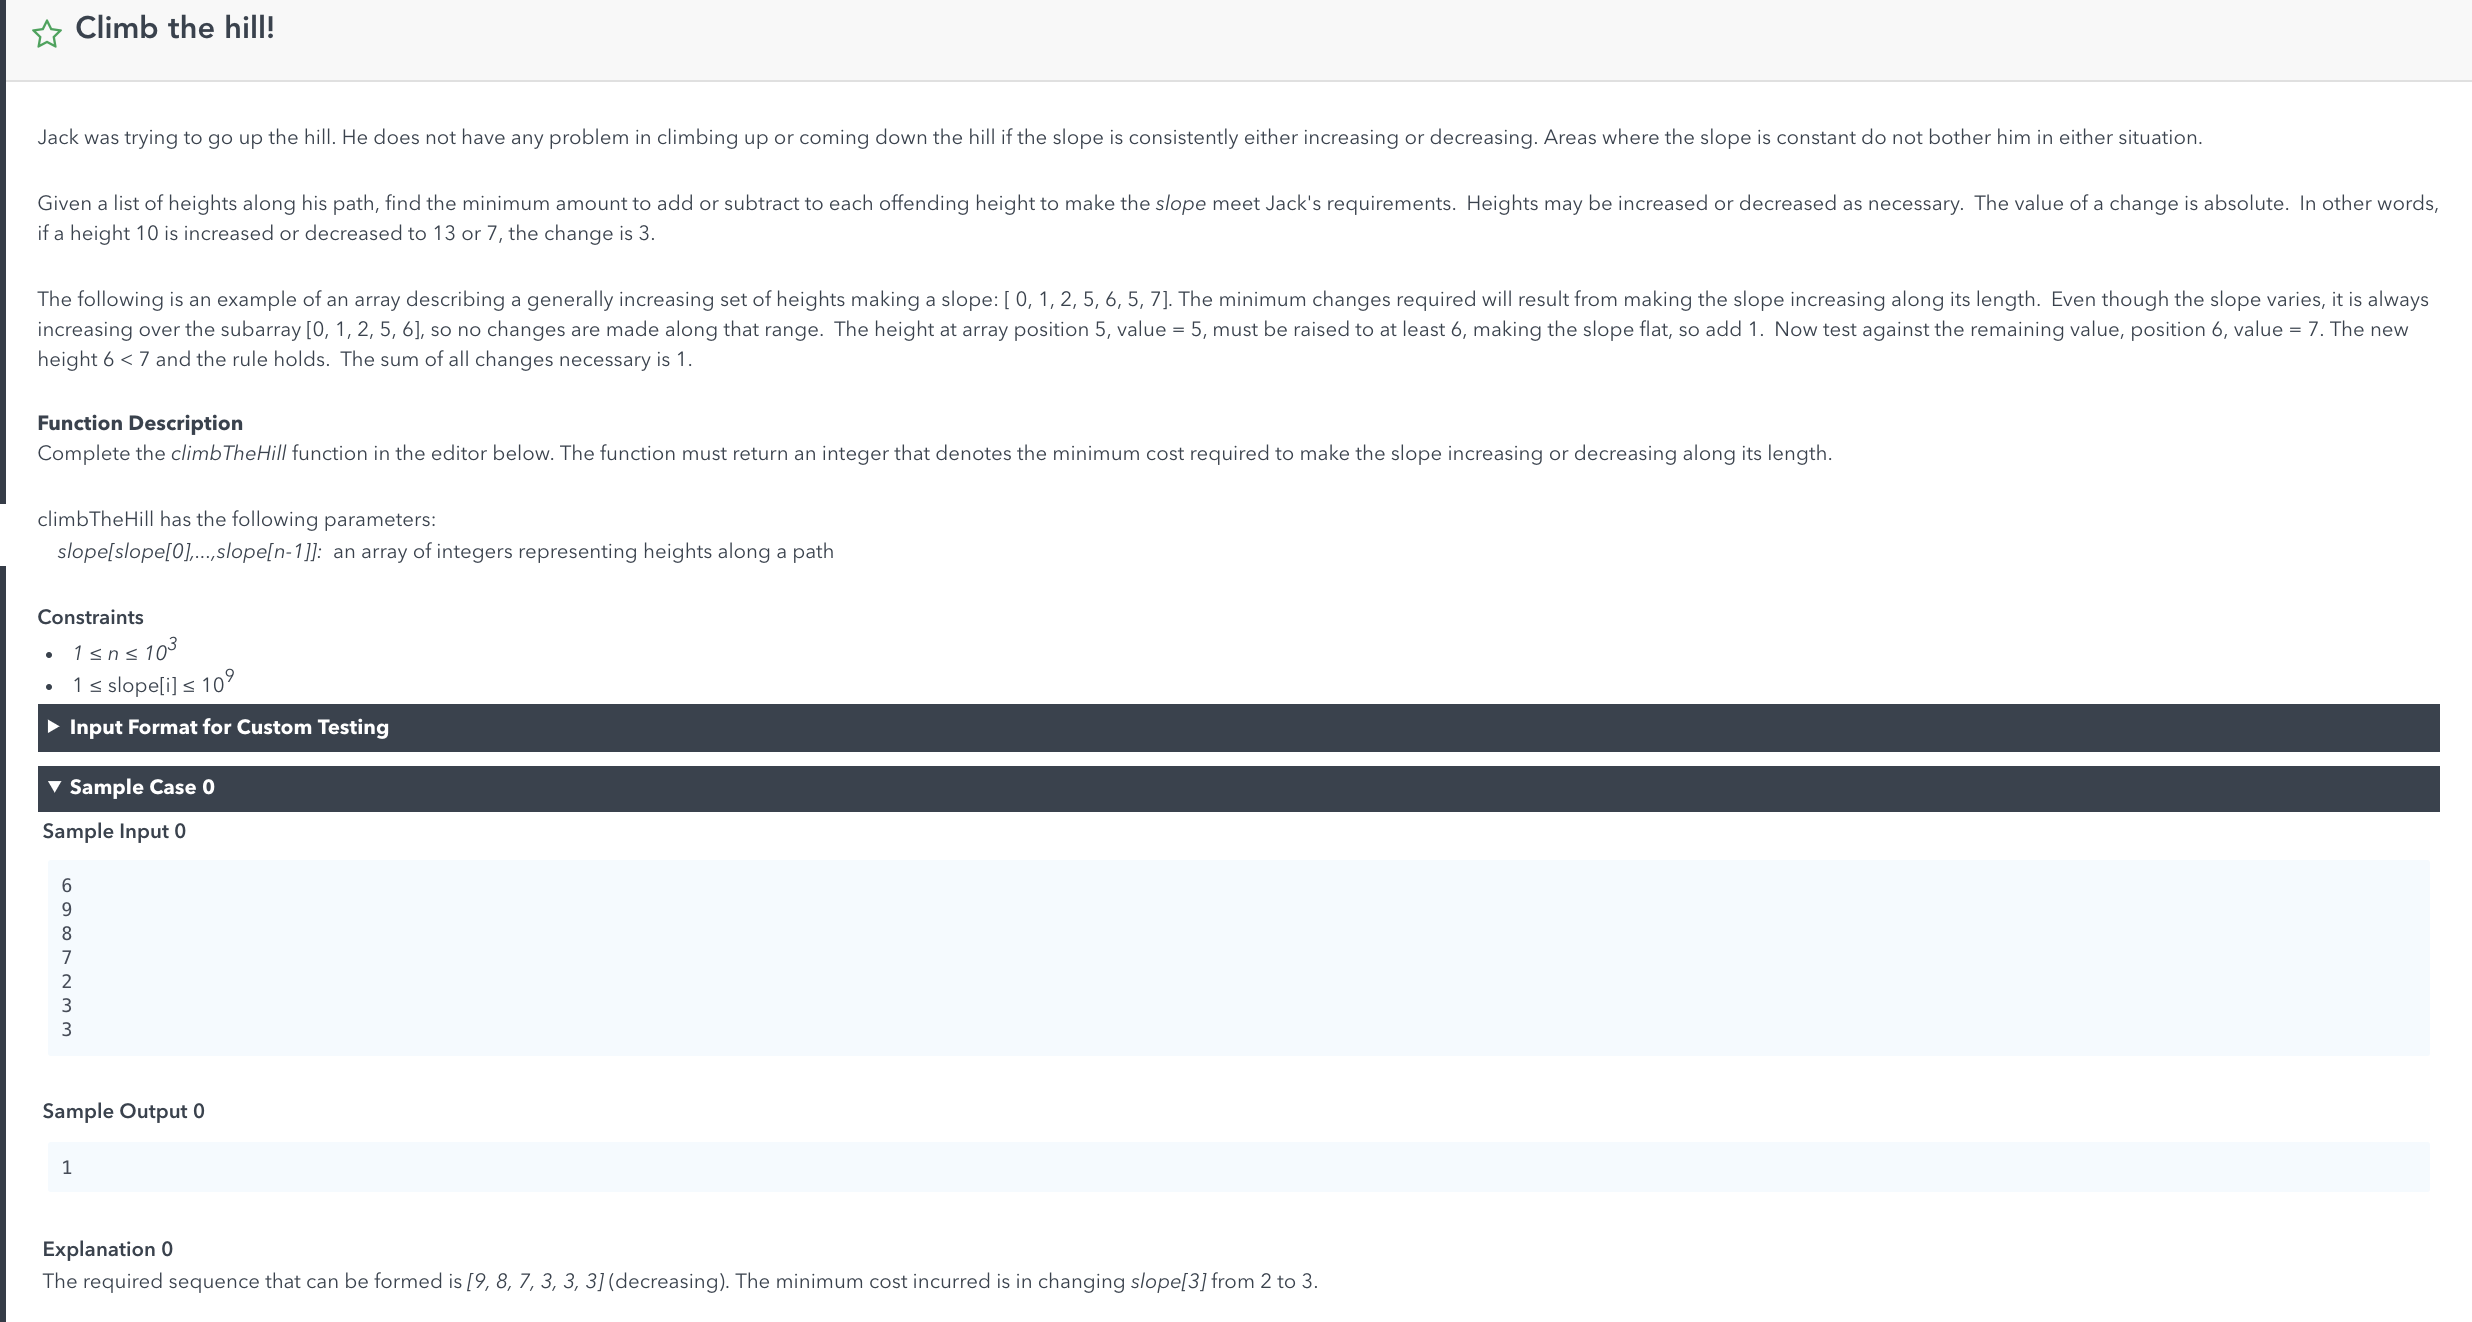 Climb the hill!
Jack was trying to go up the hill. He does not have any problem in climbing up or coming down the hill if the slope is consistently either increasing or decreasing. Areas where the slope is constant do not bother him in either situation.
Given a list of heights along his path, find the minimum amount to add or subtract to each offending height to make the slope meet Jack's requirements.  Heights may be increased or decreased as necessary.  The value of a change is absolute.  In other words,
if a height 10 is increased or decreased to 13 or 7, the change is 3.
The following is an example of an array describing a generally increasing set of heights making a slope: [ 0, 1, 2, 5, 6, 5, 7]. The minimum changes required will result from making the slope increasing along its length.  Even though the slope varies, it is always
increasing over the subarray [0, 1, 2, 5, 6], so no changes are made along that range.  The height at array position 5, value = 5, must be raised to at least 6, making the slope flat, so add 1.  Now test against the remaining value, position 6, value = 7. The new
height 6 < 7 and the rule holds.  The sum of all changes necessary is 1.
Function Description
Complete the climbTheHill function in the editor below. The function must return an integer that denotes the minimum cost required to make the slope increasing or decreasing along its length.
climbTheHill has the following parameters:
slope[slope[0],...,slope[n-1]]:  an array of integers representing heights along a path
Constraints
• 1 ≤ n ≤ 10³
• 1 ≤ slope[i] ≤ 10⁹
▶ Input Format for Custom Testing
▼ Sample Case 0
Sample Input 0
6
9
8
7
2
3
3
Sample Output 0
1
Explanation 0
The required sequence that can be formed is [9, 8, 7, 3, 3, 3] (decreasing). The minimum cost incurred is in changing slope[3] from 2 to 3.